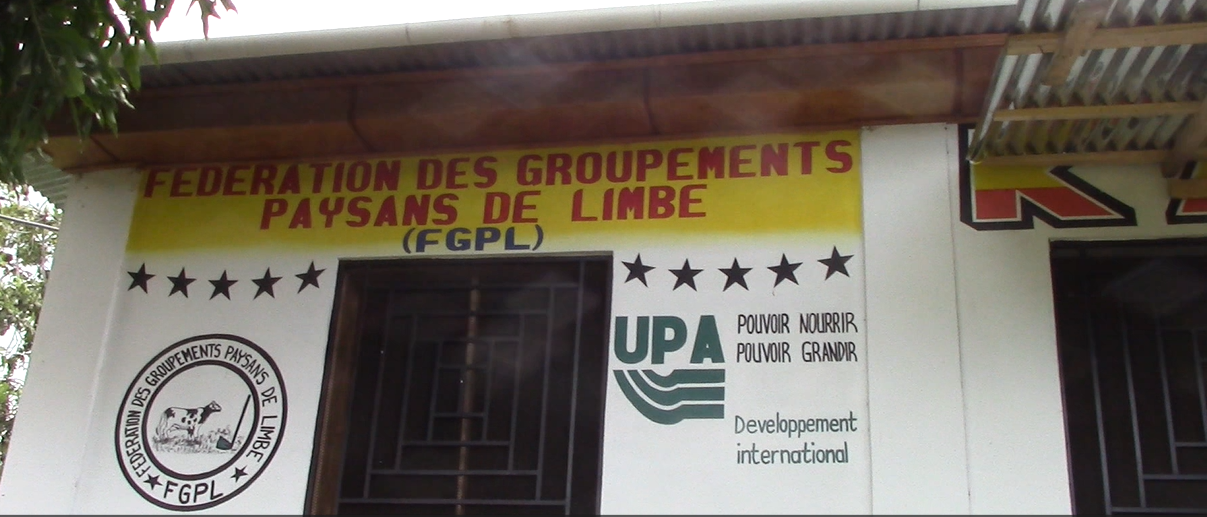 FEDERATION DES GROUPEMENTS
PAYSANS DE LIMBE
(FGPL)
FEDERATION DES GROUPEMENTS PAYSANS DE LIMBE
FGPL
UPA
POUVOIR NOURRIR
POUVOIR GRANDIR
Developpement
international